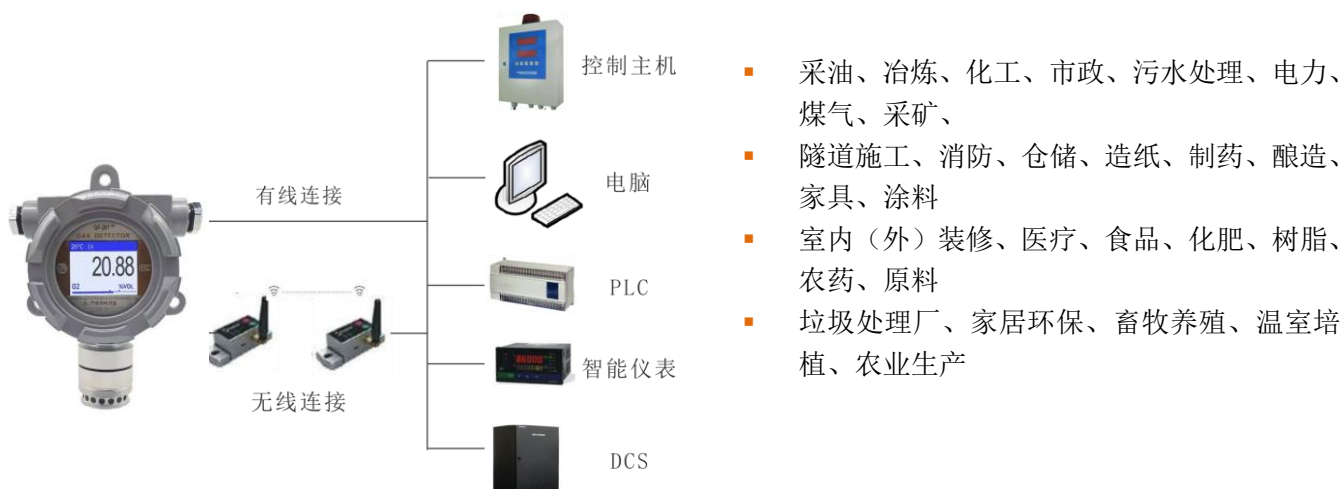 控制主机
电脑
PLC
智能仪表
DCS
有线连接
无线连接
GAS DETECTOR
20.88
O2
%VOL
采油、冶炼、化工、市政、污水处理、电力、
煤气、采矿、
隧道施工、消防、仓储、造纸、制药、酿造、
家具、涂料
室内（外）装修、医疗、食品、化肥、树脂、
农药、原料
垃圾处理厂、家居环保、畜牧养殖、温室培
植、农业生产